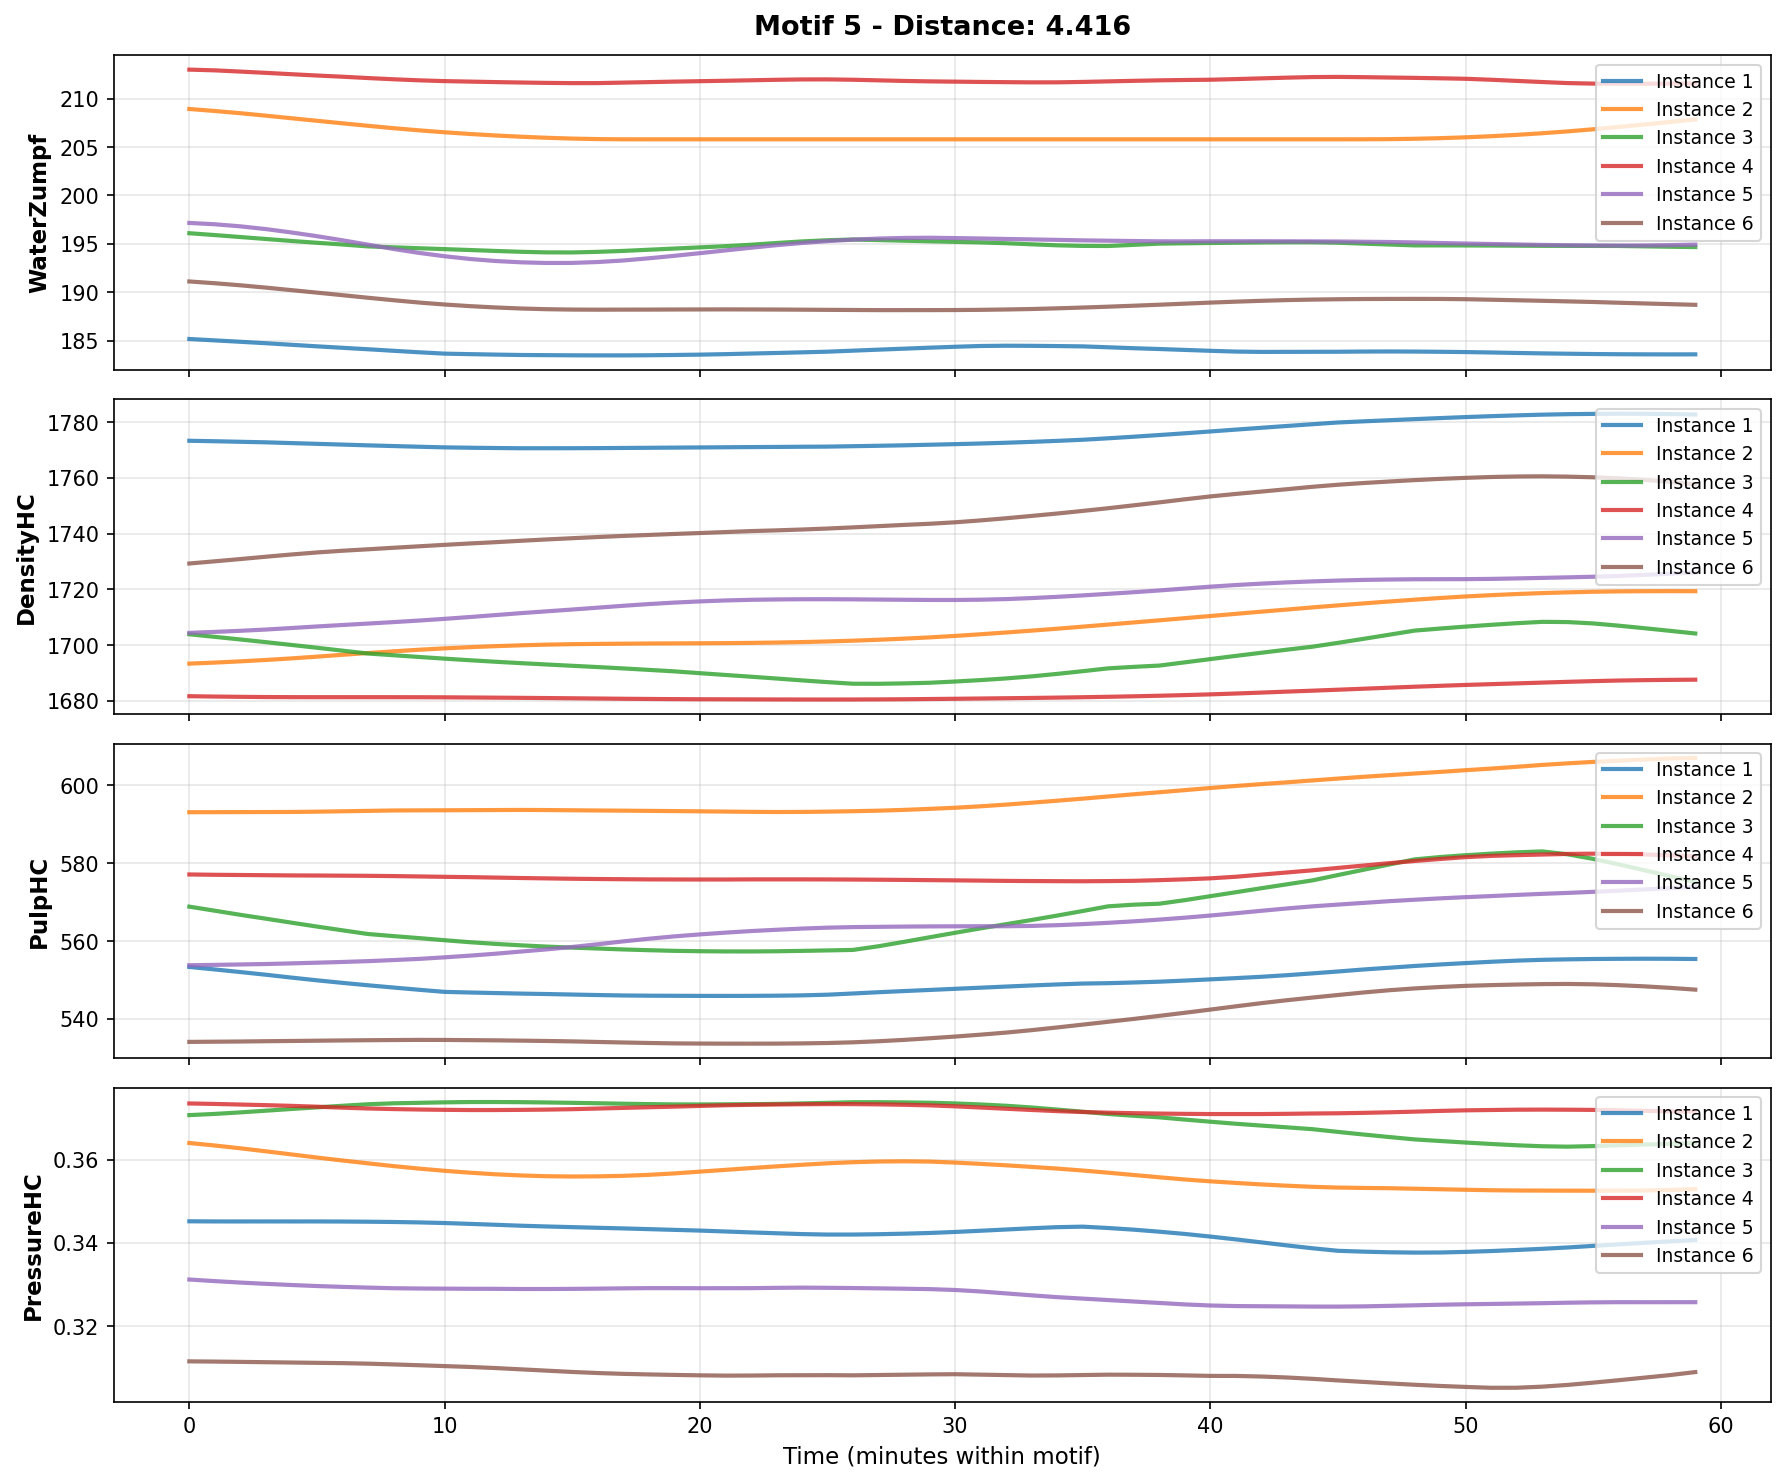 Motif 5 - Distance: 4.416
WaterZumpf
210
205
200
195
190
185
Instance 1
Instance 2
Instance 3
Instance 4
Instance 5
Instance 6
DensityHC
1780
1760
1740
1720
1700
1680
Instance 1
Instance 2
Instance 3
Instance 4
Instance 5
Instance 6
PulpHC
600
580
560
540
Instance 1
Instance 2
Instance 3
Instance 4
Instance 5
Instance 6
PressureHC
0.36
0.34
0.32
Instance 1
Instance 2
Instance 3
Instance 4
Instance 5
Instance 6
0 10 20 30 40 50 60
Time (minutes within motif)